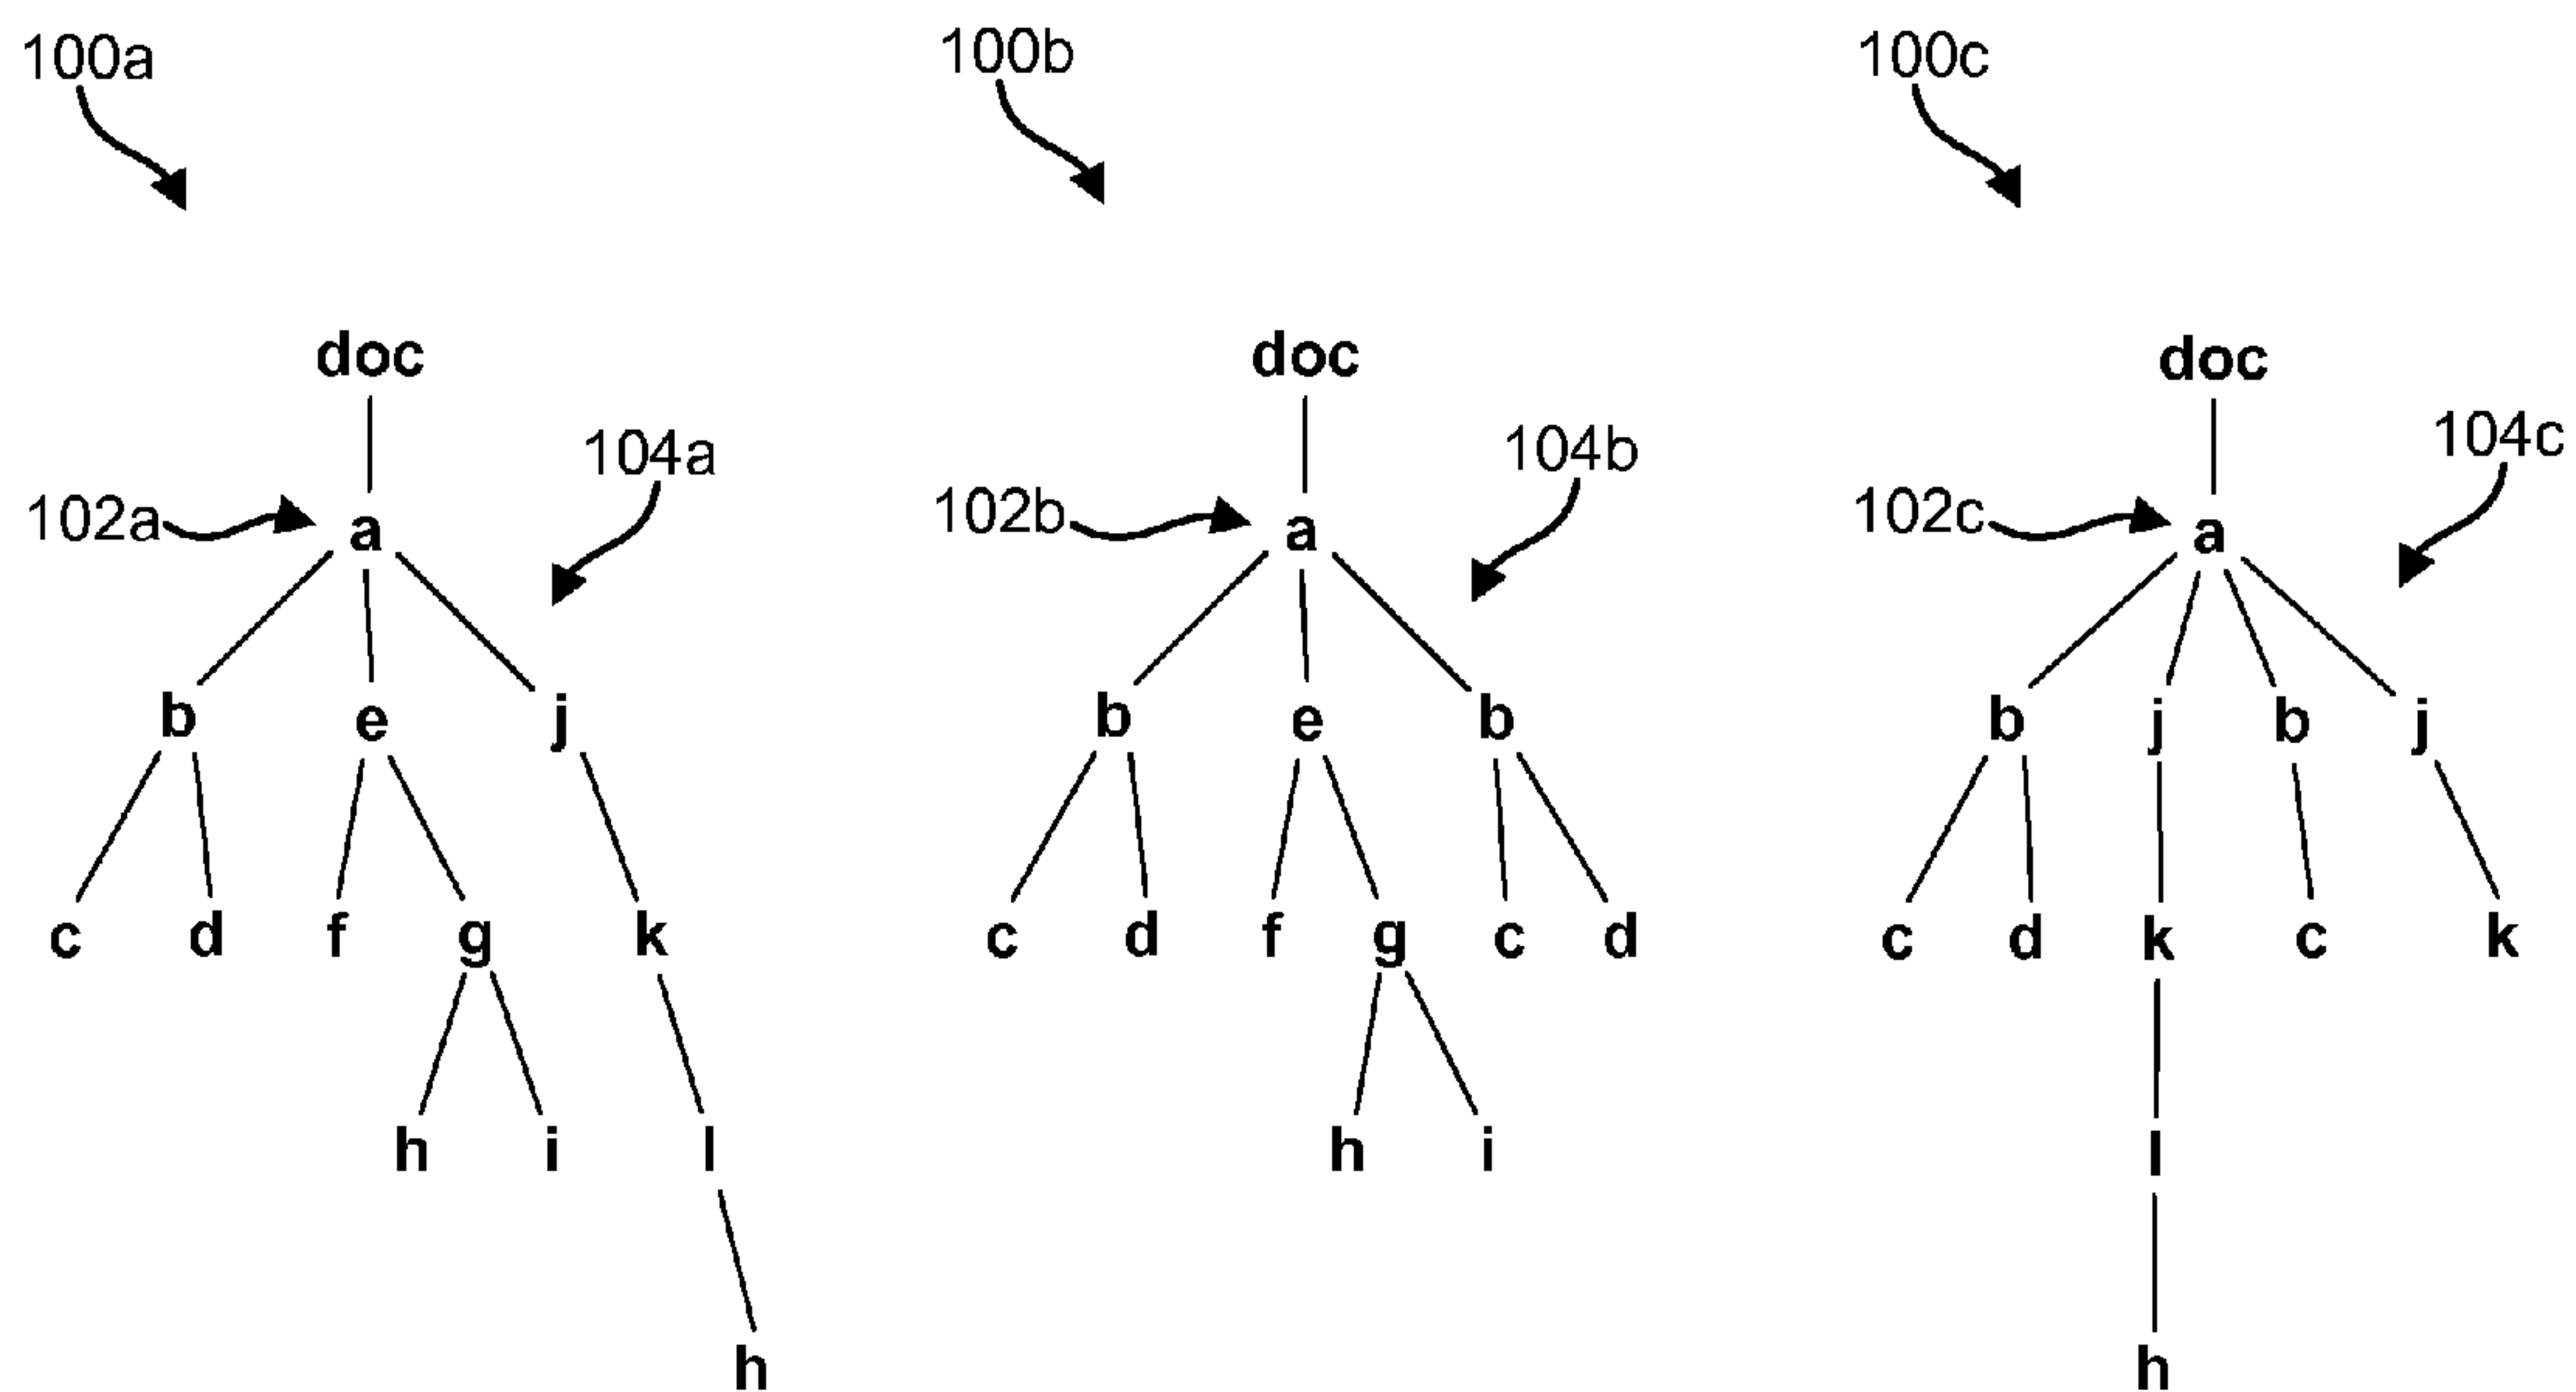 100a 100b 100c
doc doc doc
104a 104b 104c
102a a 102b a 102c a
b e j b e b b j b j
c d f g k c d f g c d c d k c k
h i l h i l
h h